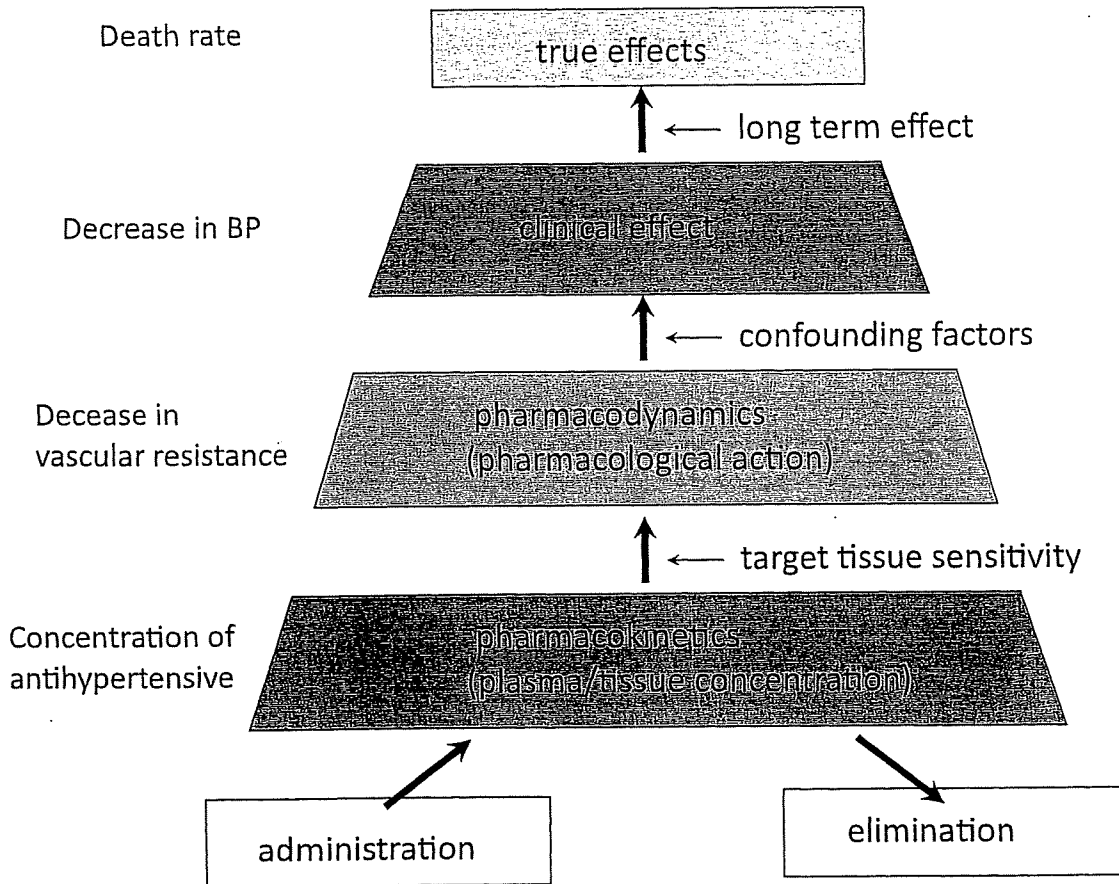 Death rate
true effects
long term effect
Decrease in BP
clinical effect
confounding factors
Decease in
vascular resistance
pharmacodynamics
(pharmacological action)
target tissue sensitivity
Concentration of
antihypertensive
pharmacokinetics
(plasma/tissue concentration)
administration
elimination